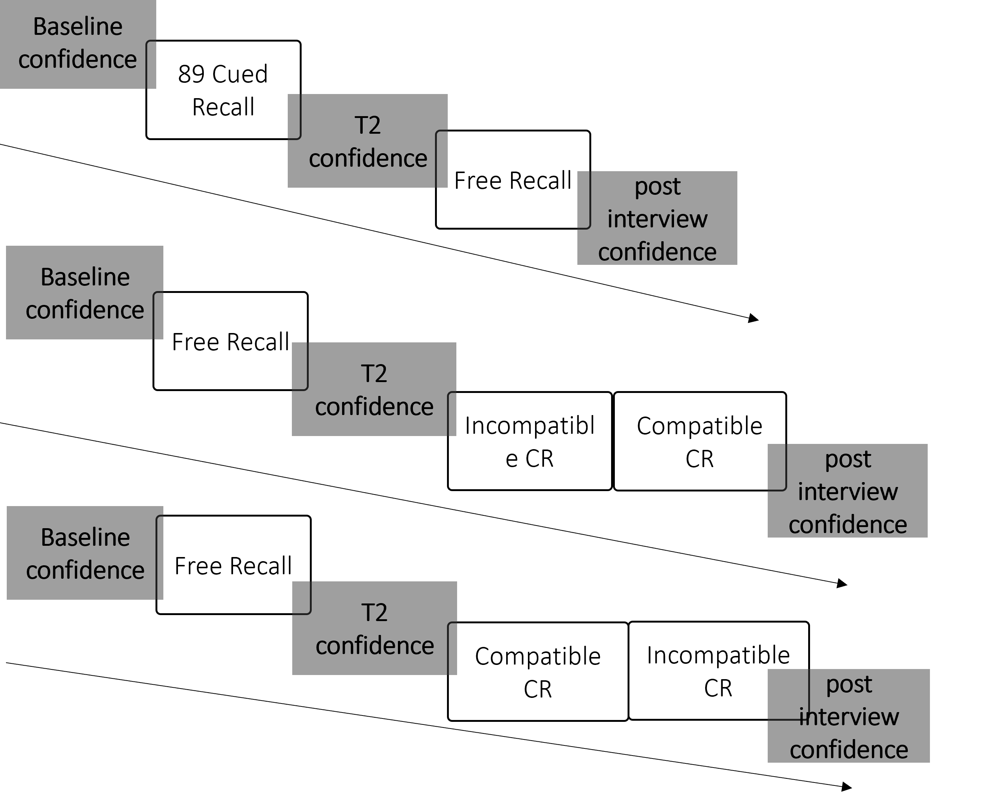 Baseline
confidence
89 Cued
Recall
T2
confidence
Free Recall
post
interview
confidence
Baseline
confidence
Free Recall
T2
confidence
Incompatibl
e CR
Compatible
CR
post
interview
confidence
Baseline
confidence
Free Recall
T2
confidence
Compatible
CR
Incompatible
CR
post
interview
confidence